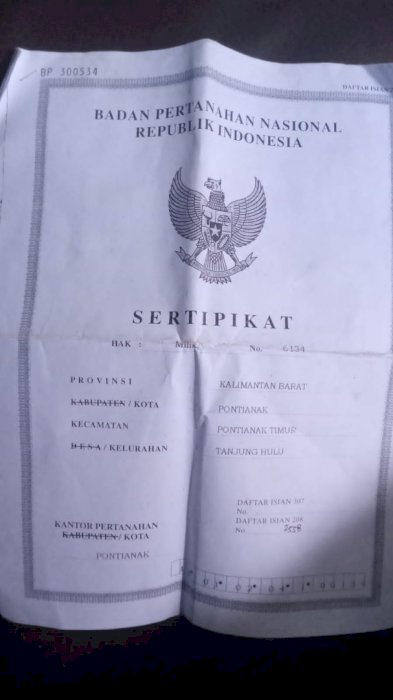 BP 300534
DAFTAR ISIAN
BADAN PERTANAHAN NASIONAL
REPUBLIK INDONESIA
SERTIPIKAT
HAK : Milik No. 6134
PROVINSI KALIMANTAN BARAT
KABUPATEN / KOTA PONTIANAK
KECAMATAN PONTIANAK TIMUR
DESA / KELURAHAN TANJUNG HULU
DAFTAR ISIAN 307
No.
DAFTAR ISIAN 208
No.
KANTOR PERTANAHAN
KABUPATEN / KOTA
PONTIANAK